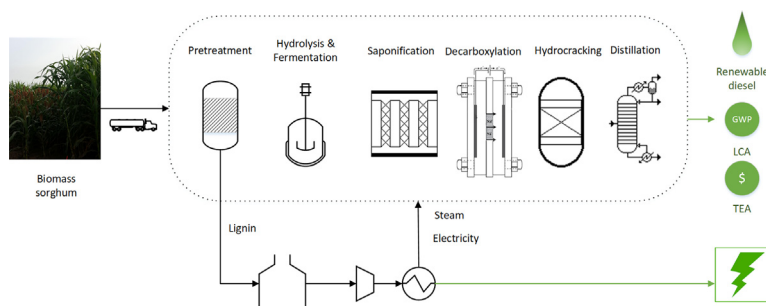 Pretreatment
Hydrolysis &
Fermentation
Saponification
Decarboxylation
Hydrocracking
Distillation
Renewable
diesel
GWP
LCA
$
TEA
Biomass
sorghum
Lignin
Steam
Electricity